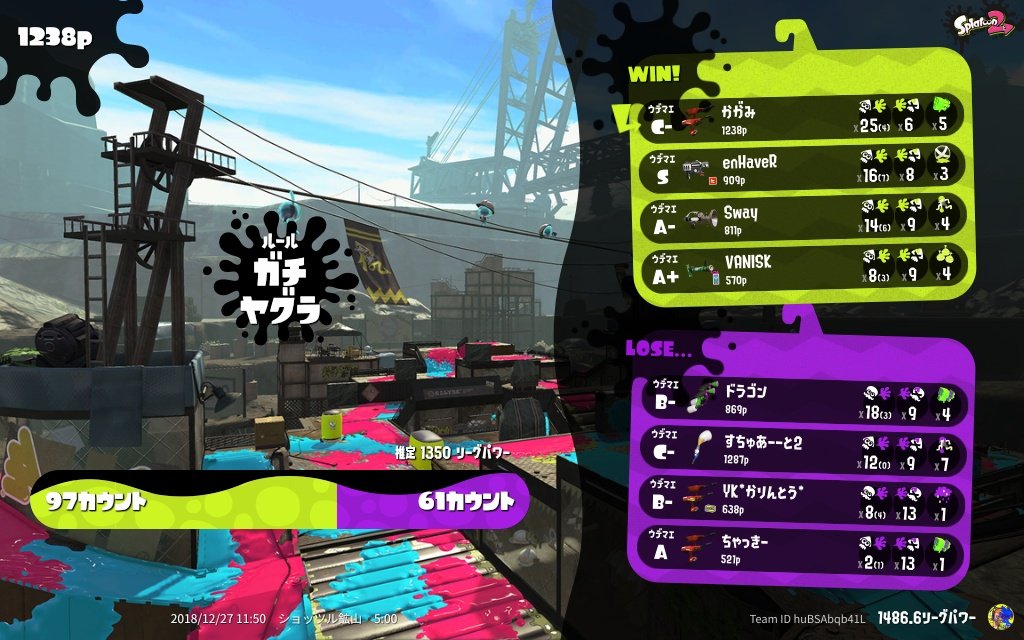 1238p
Splatoon 2
ルール
ガチ
ヤグラ
推定 1350 リーグパワー
97カウント
61カウント
2018/12/27 11:50 ショッツル鉱山 5:00
WIN!
ウデマエ C- かがみ 1238p x25(4) x6 x5
ウデマエ S enHaveR 909p x16(7) x8 x3
ウデマエ A- Sway 811p x14(6) x9 x4
ウデマエ A+ VANISK 570p x8(3) x9 x4
LOSE...
ウデマエ B- ドラゴン 869p x18(3) x9 x4
ウデマエ C- すちゅあーーと2 1287p x12(0) x9 x7
ウデマエ B- YK*かりんとう* 638p x8(4) x13 x1
ウデマエ A ちゃっきー 521p x2(1) x13 x1
Team ID huBSAbqb41L 1486.6リーグパワー